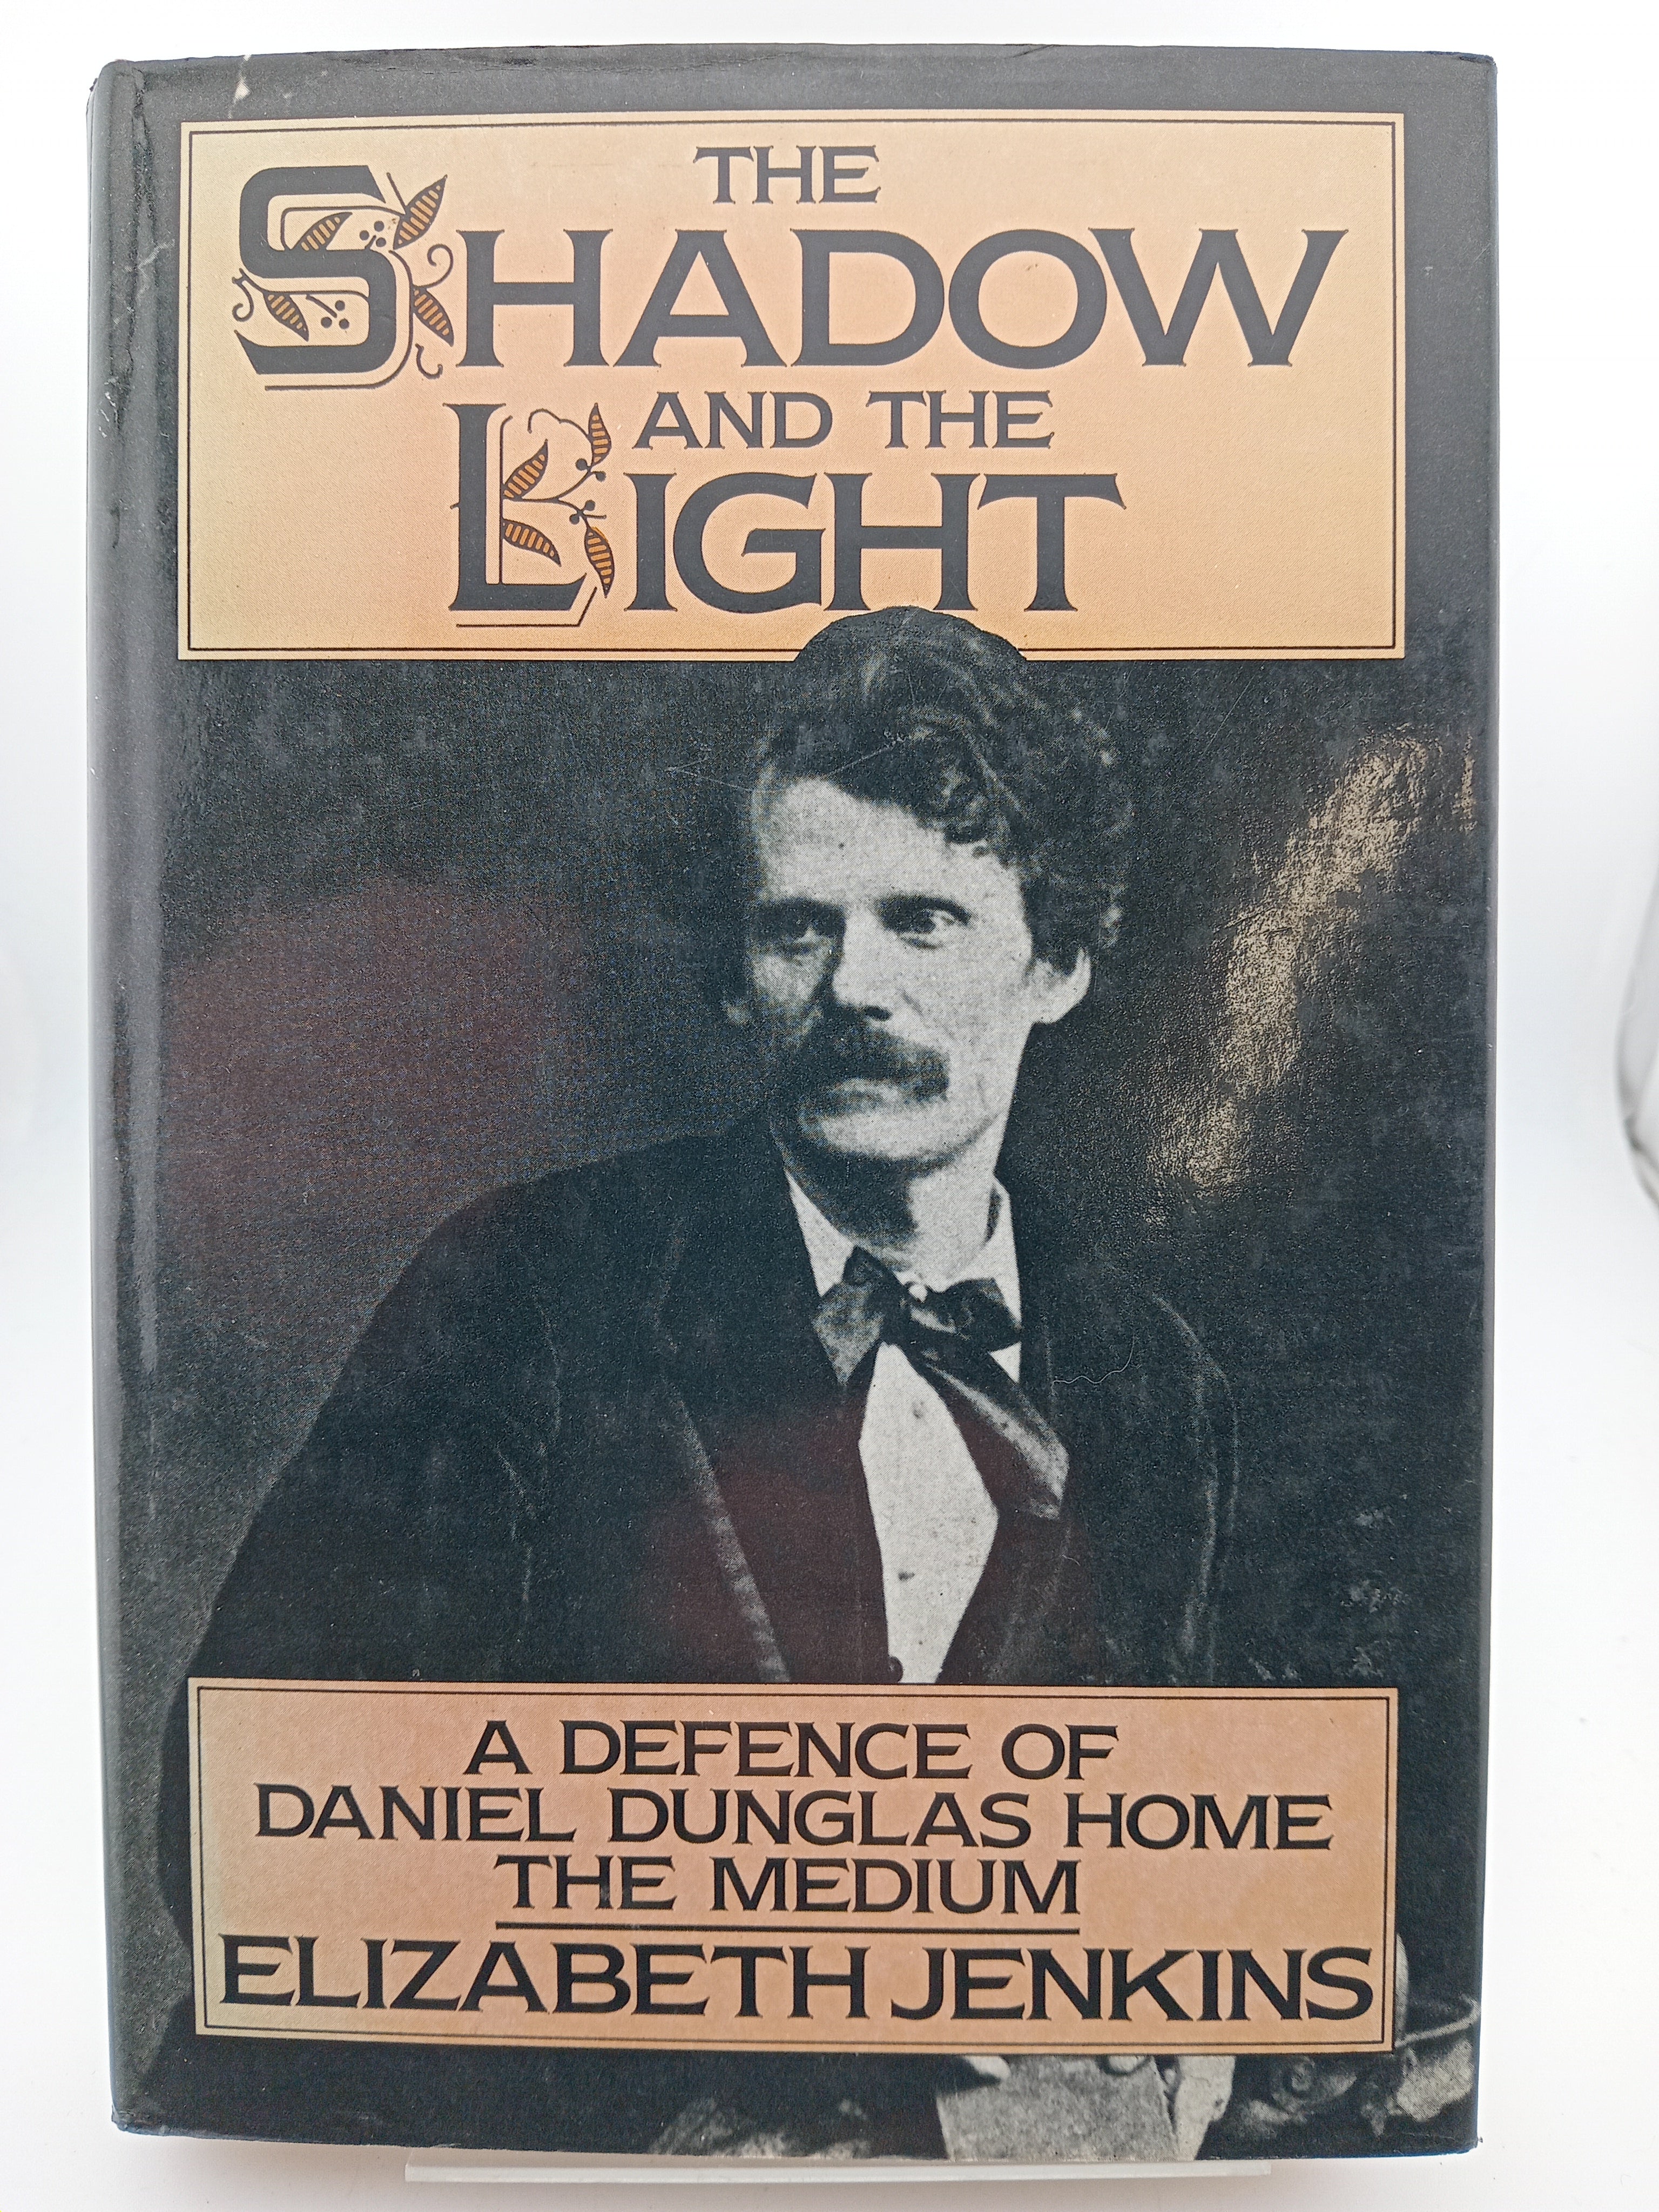 THE
SHADOW
AND THE
LIGHT
A DEFENCE OF
DANIEL DUNGLAS HOME
THE MEDIUM
ELIZABETH JENKINS